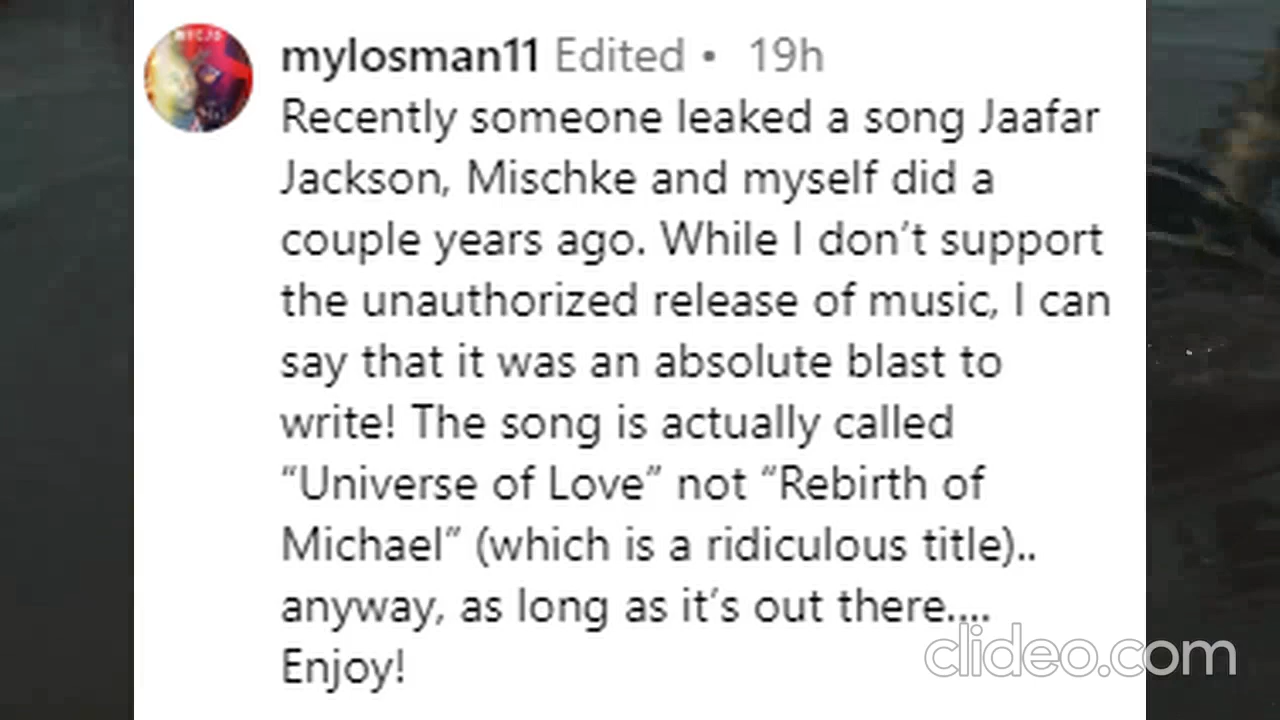 mylosman11 Edited • 19h
Recently someone leaked a song Jaafar
Jackson, Mischke and myself did a
couple years ago. While I don’t support
the unauthorized release of music, I can
say that it was an absolute blast to
write! The song is actually called
“Universe of Love” not “Rebirth of
Michael” (which is a ridiculous title)..
anyway, as long as it’s out there....
Enjoy!
clideo.com